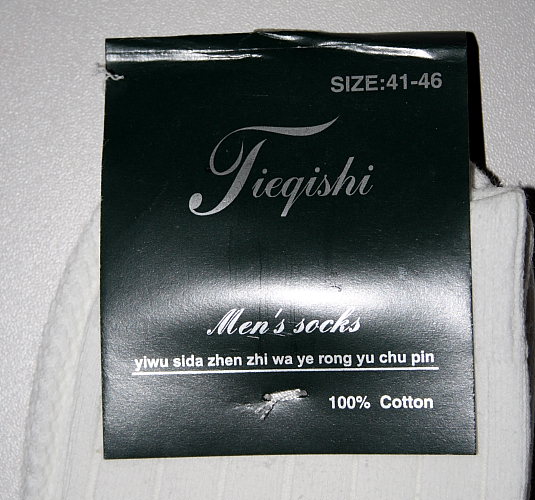 SIZE:41-46
Tieqishi
Men's socks
yiwu sida zhen zhi wa ye rong yu chu pin
100% Cotton